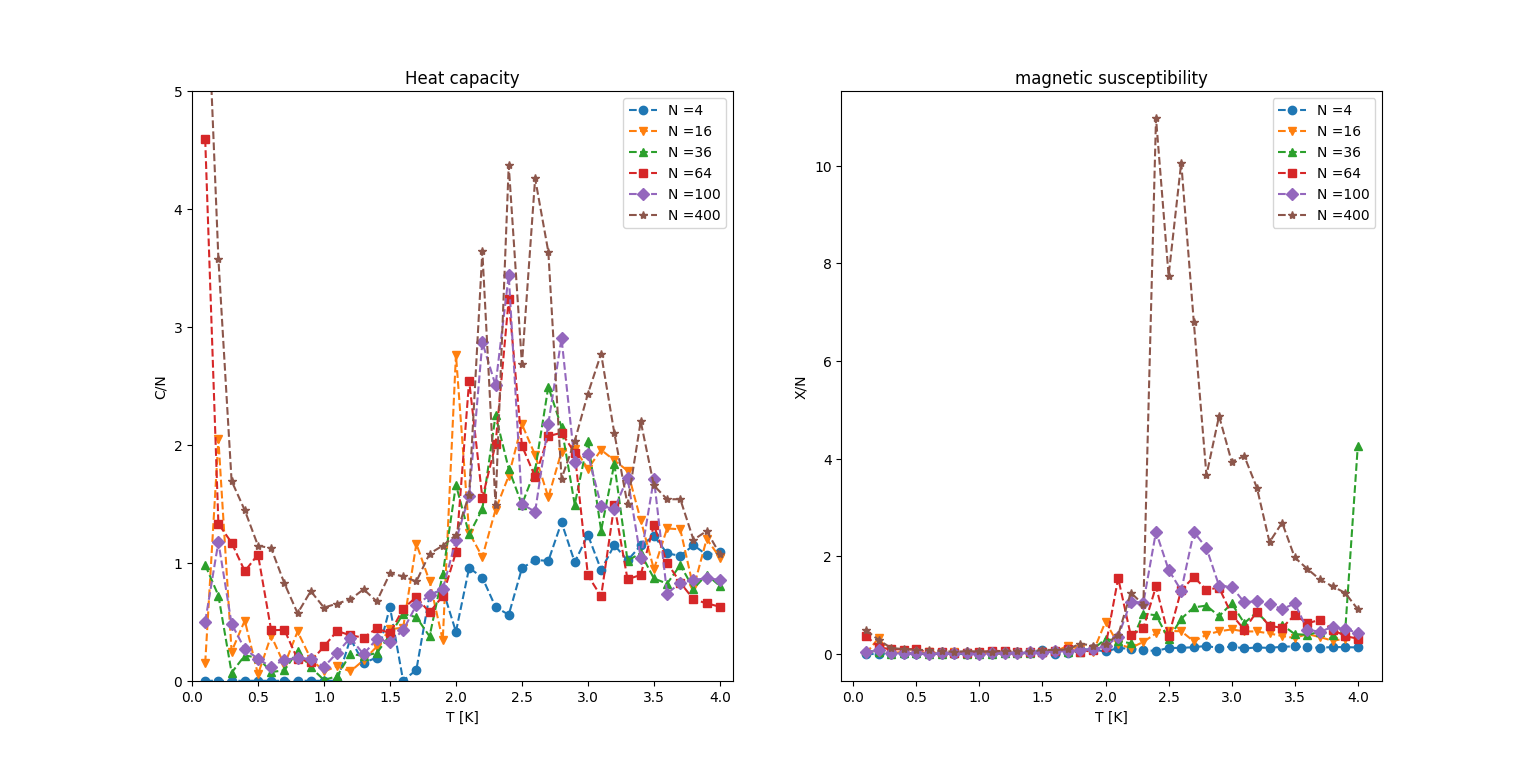 Heat capacity
C/N
5
4
3
2
1
0
0.0 0.5 1.0 1.5 2.0 2.5 3.0 3.5 4.0
T [K]
N =4
N =16
N =36
N =64
N =100
N =400
magnetic susceptibility
X/N
10
8
6
4
2
0
0.0 0.5 1.0 1.5 2.0 2.5 3.0 3.5 4.0
T [K]
N =4
N =16
N =36
N =64
N =100
N =400